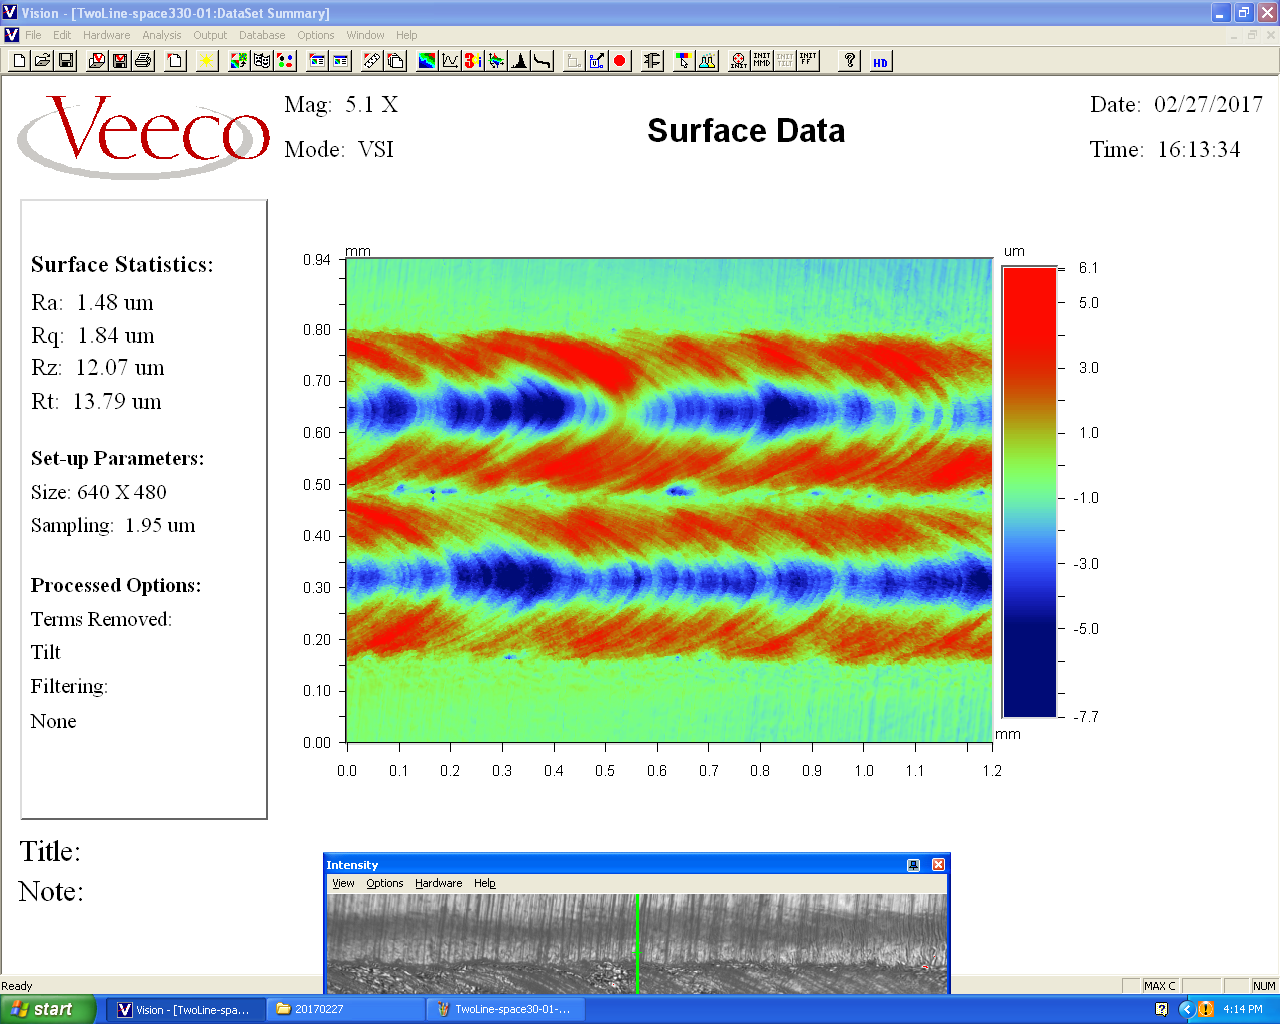 Vision - [TwoLine-space330-01:DataSet Summary]
File Edit Hardware Analysis Output Database Options Window Help
INIT INIT MMD INIT TILT INIT FF ? HD
Veeco
Mag: 5.1 X
Mode: VSI
Surface Data
Date: 02/27/2017
Time: 16:13:34
Surface Statistics:
Ra: 1.48 um
Rq: 1.84 um
Rz: 12.07 um
Rt: 13.79 um
Set-up Parameters:
Size: 640 X 480
Sampling: 1.95 um
Processed Options:
Terms Removed:
Tilt
Filtering:
None
mm
0.94
0.80
0.70
0.60
0.50
0.40
0.30
0.20
0.10
0.00
0.0 0.1 0.2 0.3 0.4 0.5 0.6 0.7 0.8 0.9 1.0 1.1 1.2
mm
um
6.1
5.0
3.0
1.0
-1.0
-3.0
-5.0
-7.7
Title:
Note:
Intensity
View Options Hardware Help
Ready
MAX C NUM
start
Vision - [TwoLine-spa...
20170227
TwoLine-space30-01-...
4:14 PM